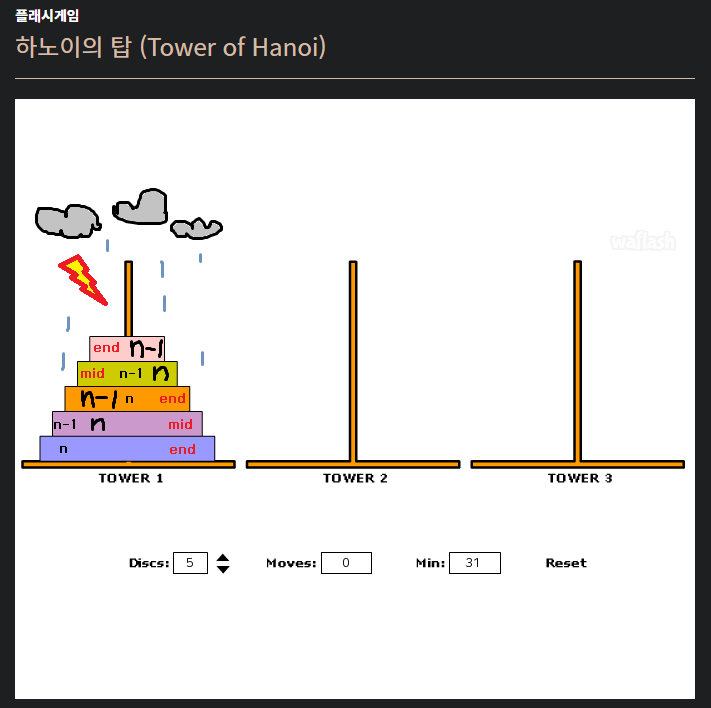 플래시게임
하노이의 탑 (Tower of Hanoi)
waflash
end n-1
mid n-1 n
n-1 n end
n-1 n mid
n end
TOWER 1 TOWER 2 TOWER 3
Discs: 5 Moves: 0 Min: 31 Reset